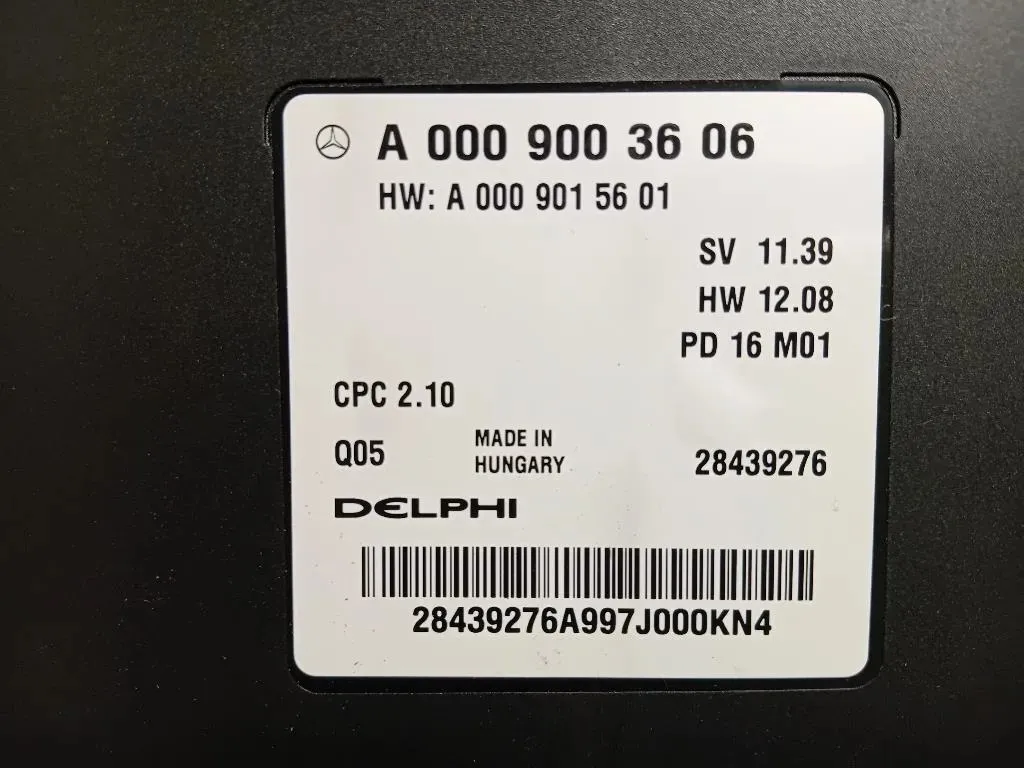 A 000 900 36 06
HW: A 000 901 56 01
SV 11.39
HW 12.08
PD 16 M01
CPC 2.10
Q05
MADE IN
HUNGARY
28439276
DELPHI
28439276A997J000KN4